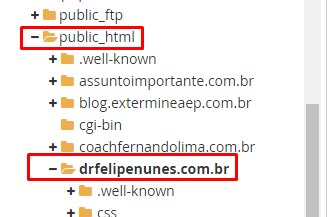 public_ftp
public_html
.well-known
assuntoimportante.com.br
blog.extermineaep.com.br
cgi-bin
coachfernandolima.com.br
drfelipenunes.com.br
.well-known
css